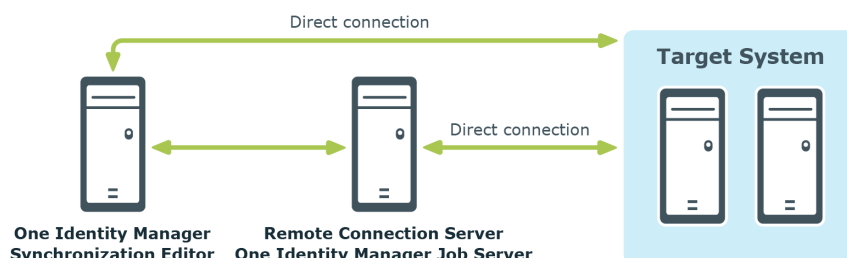 Direct connection
Target System
Direct connection
One Identity Manager
Synchronization Editor
Remote Connection Server
One Identity Manager Job Server